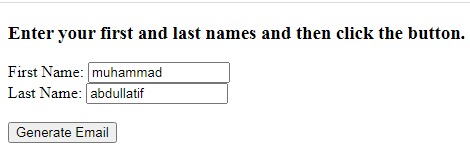 Enter your first and last names and then click the button.
First Name: muhammad
Last Name: abdullatif
Generate Email